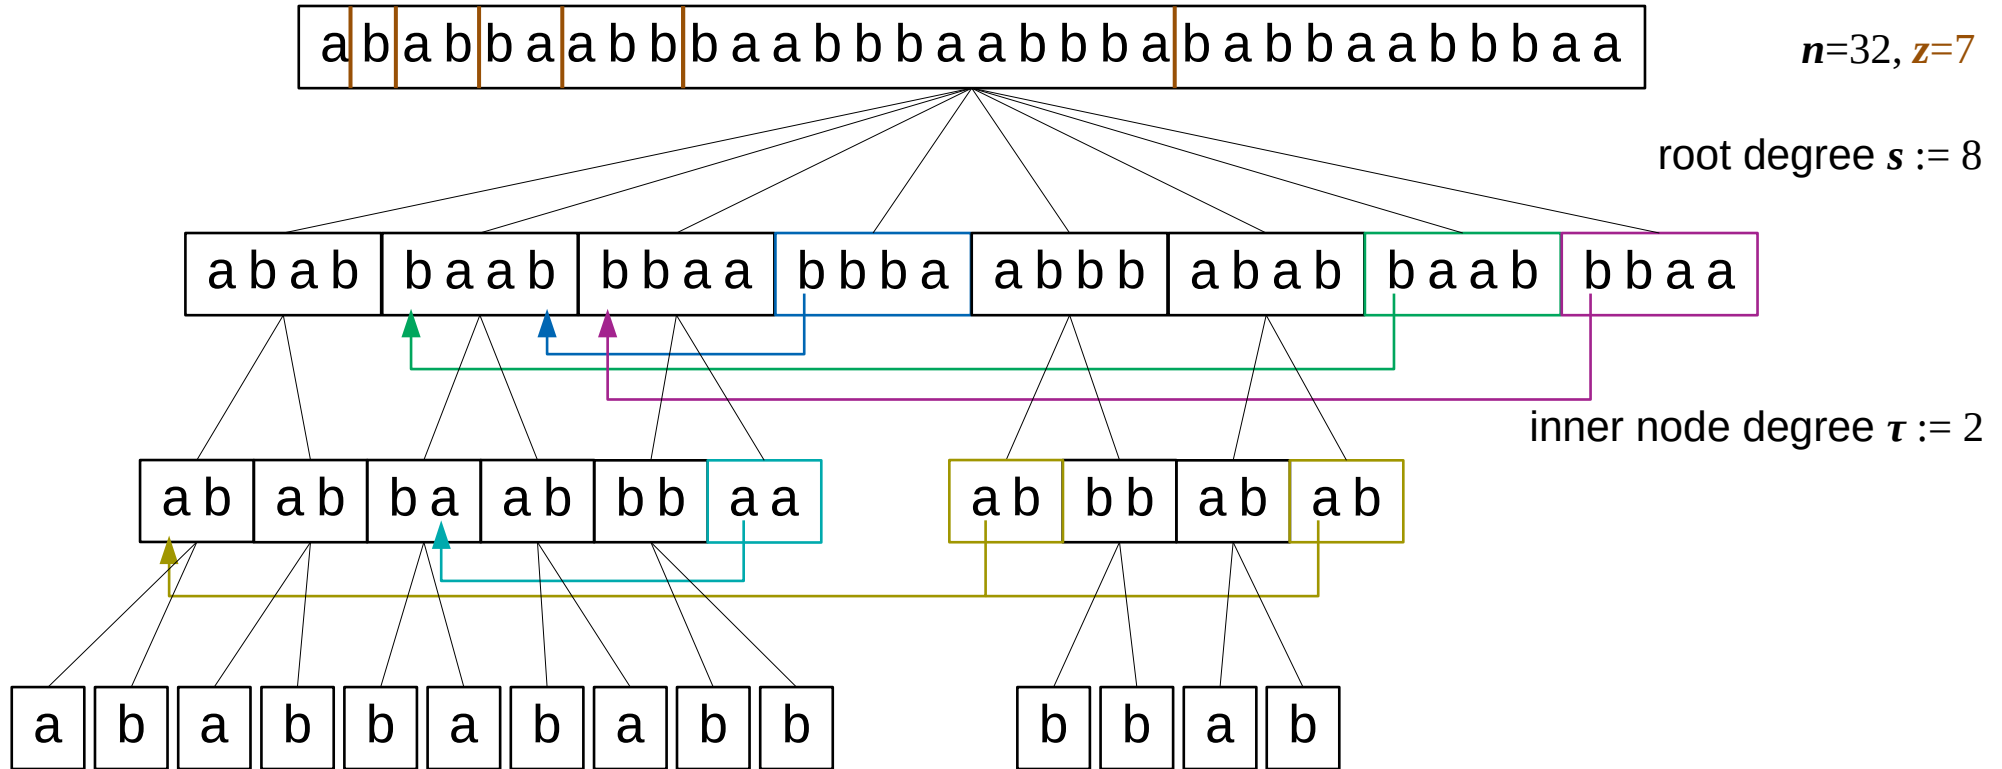 a b a b b a a b b b a a b b b a a b b b a b a b b a a b b b a a n=32, z=7
root degree s := 8
a b a b b a a b b b a a b b b a a b b b a b a b b a a b b b a a
inner node degree τ := 2
a b a b b a a b b b a a a b b b a b a b
a b a b b a b a b b b b a b